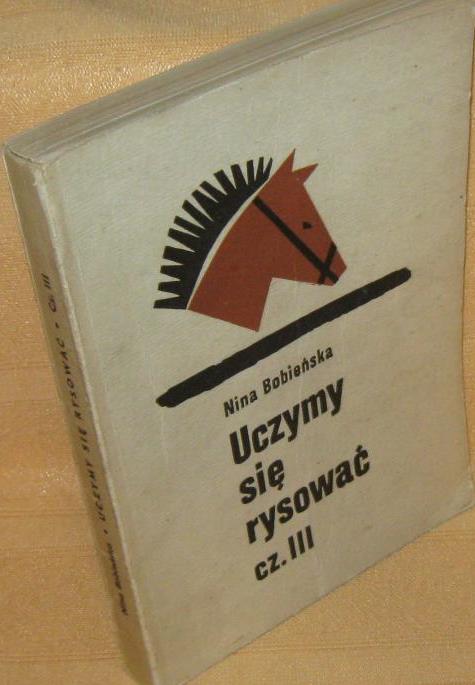 Nina Bobieńska
Uczymy
się
rysować
cz. III
Nina Bobieńska • UCZYMY SIĘ RYSOWAĆ • Cz. III